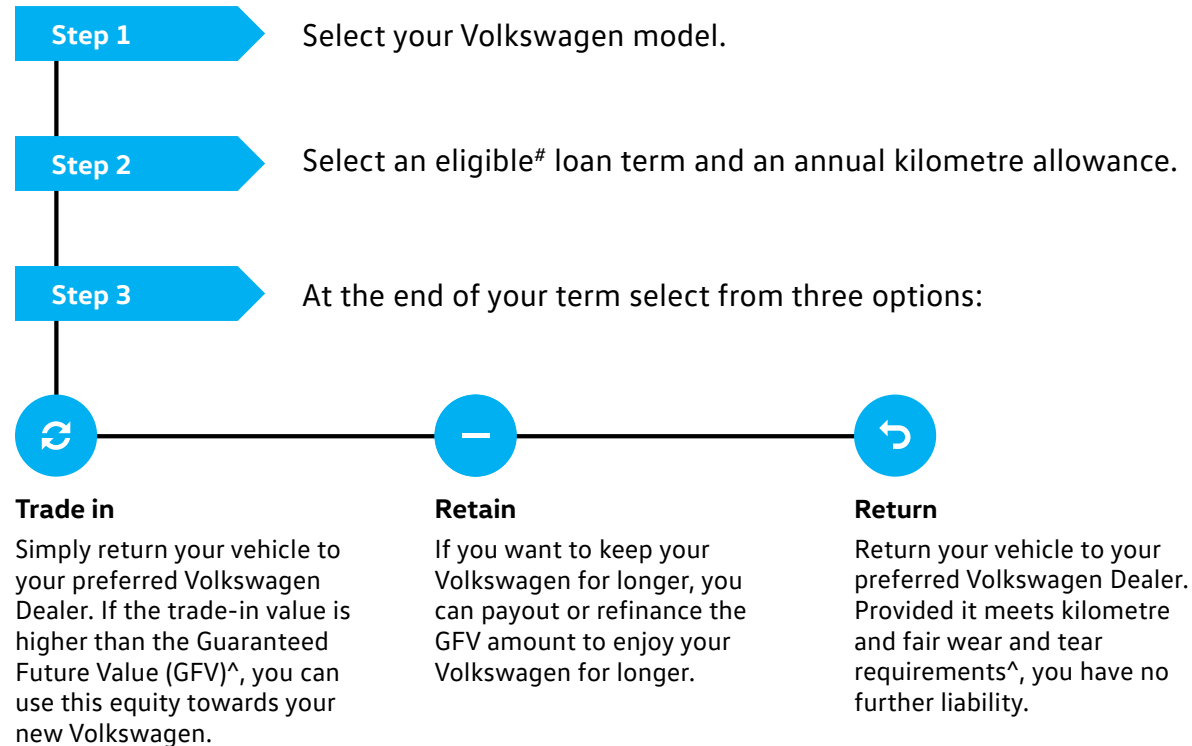 Step 1
Select your Volkswagen model.
Step 2
Select an eligible# loan term and an annual kilometre allowance.
Step 3
At the end of your term select from three options:
Trade in
Simply return your vehicle to
your preferred Volkswagen
Dealer. If the trade-in value is
higher than the Guaranteed
Future Value (GFV)^, you can
use this equity towards your
new Volkswagen.
Retain
If you want to keep your
Volkswagen for longer, you
can payout or refinance the
GFV amount to enjoy your
Volkswagen for longer.
Return
Return your vehicle to your
preferred Volkswagen Dealer.
Provided it meets kilometre
and fair wear and tear
requirements^, you have no
further liability.